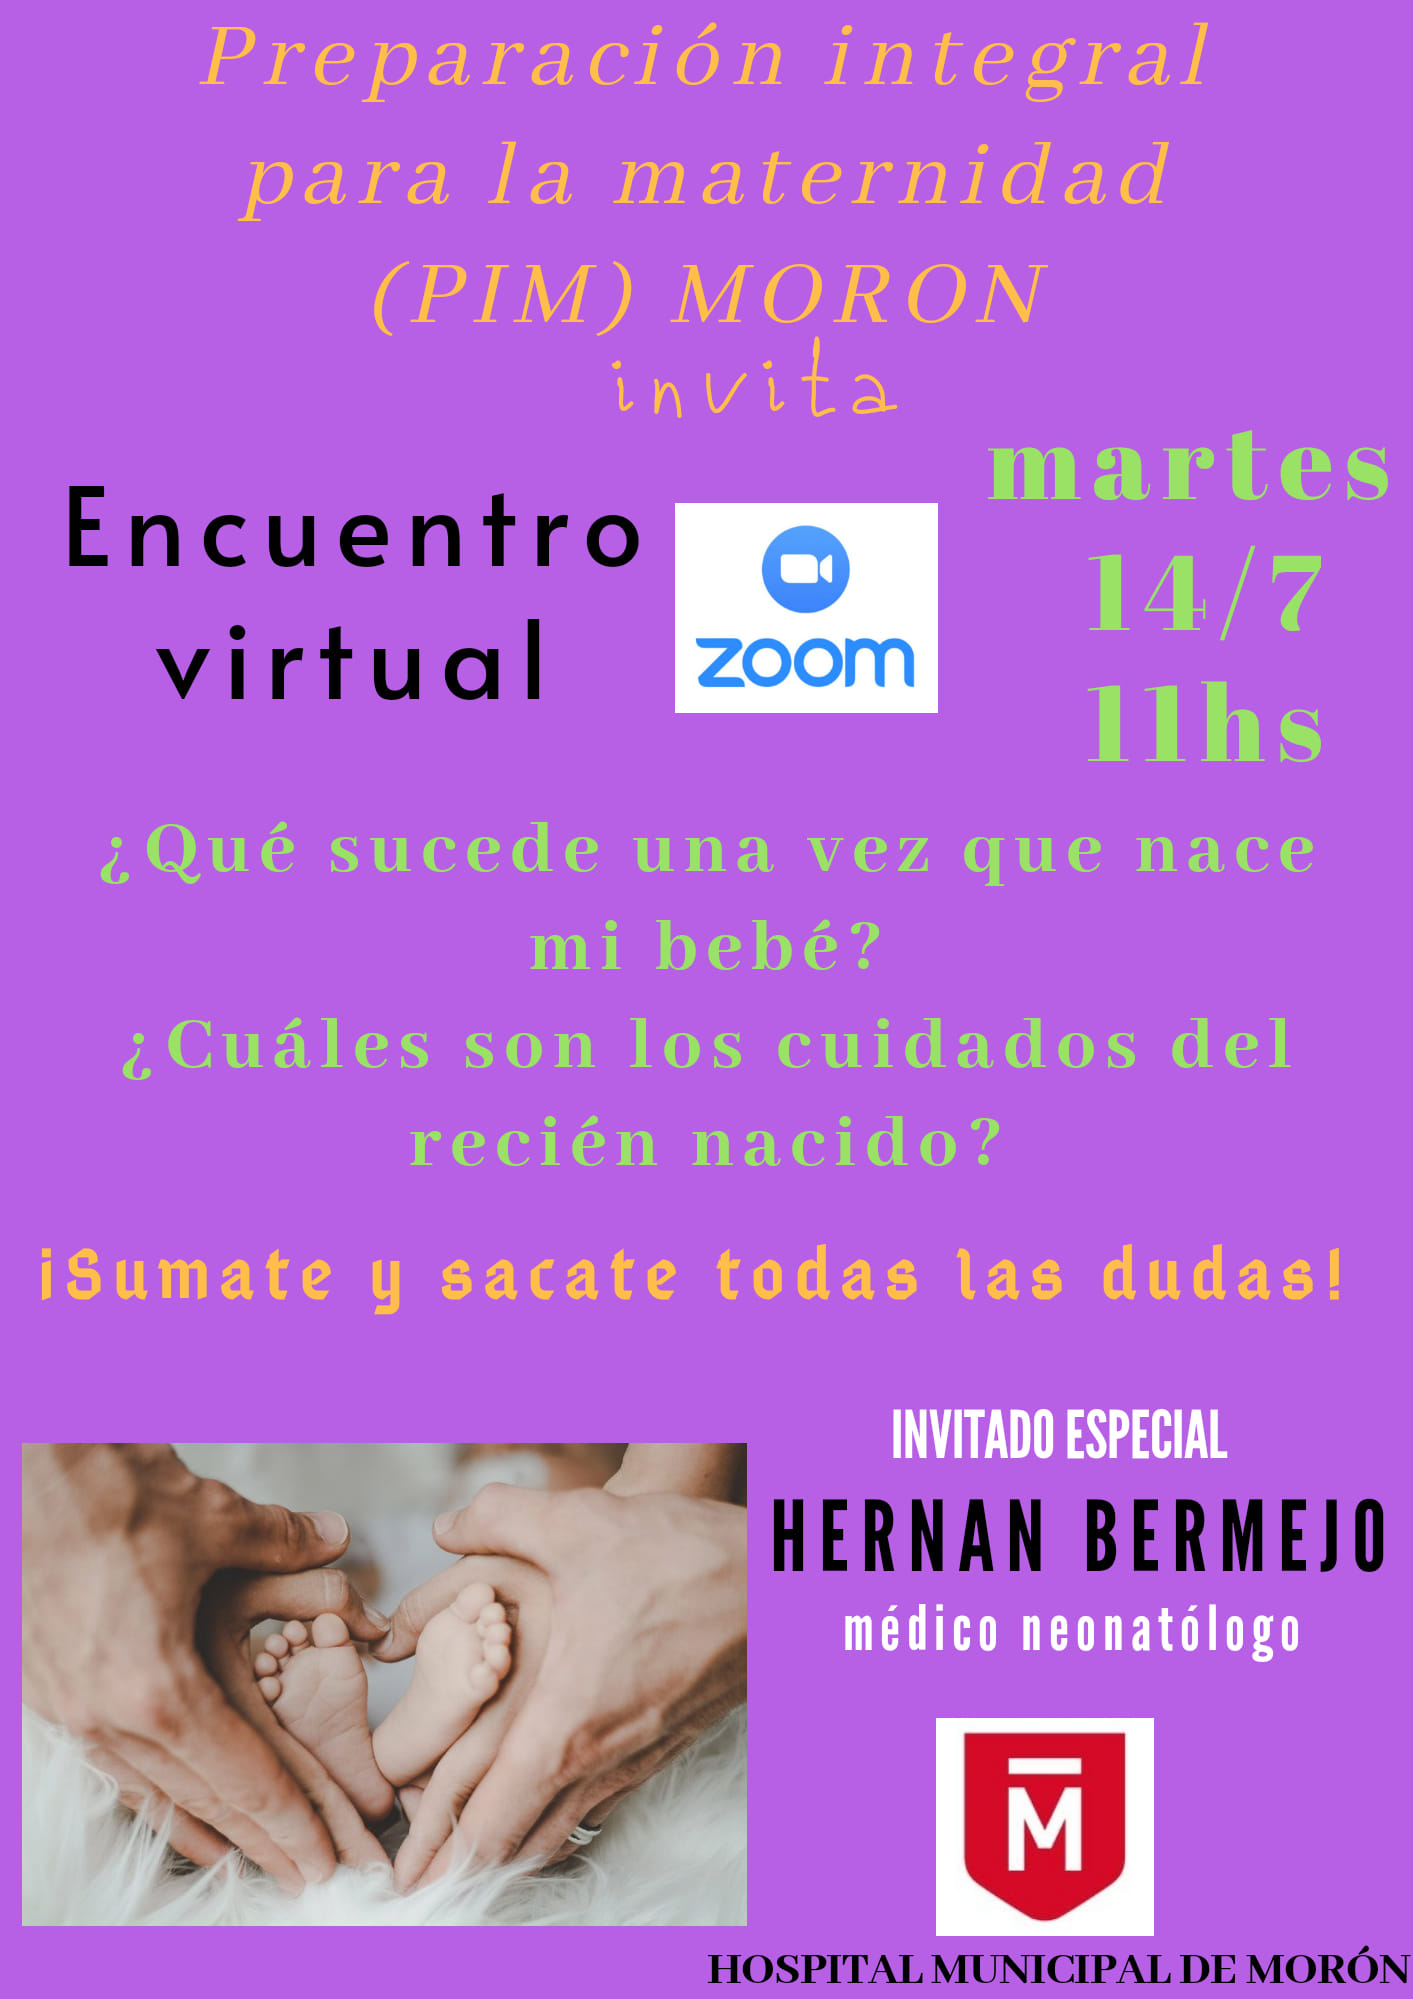 Preparación integral
para la maternidad
(PIM) MORON
invita
Encuentro
virtual
zoom
martes
14/7
11hs
¿Qué sucede una vez que nace
mi bebé?
¿Cuáles son los cuidados del
recién nacido?
¡Sumate y sacate todas las dudas!
INVITADO ESPECIAL
HERNAN BERMEJO
médico neonatólogo
M
HOSPITAL MUNICIPAL DE MORÓN